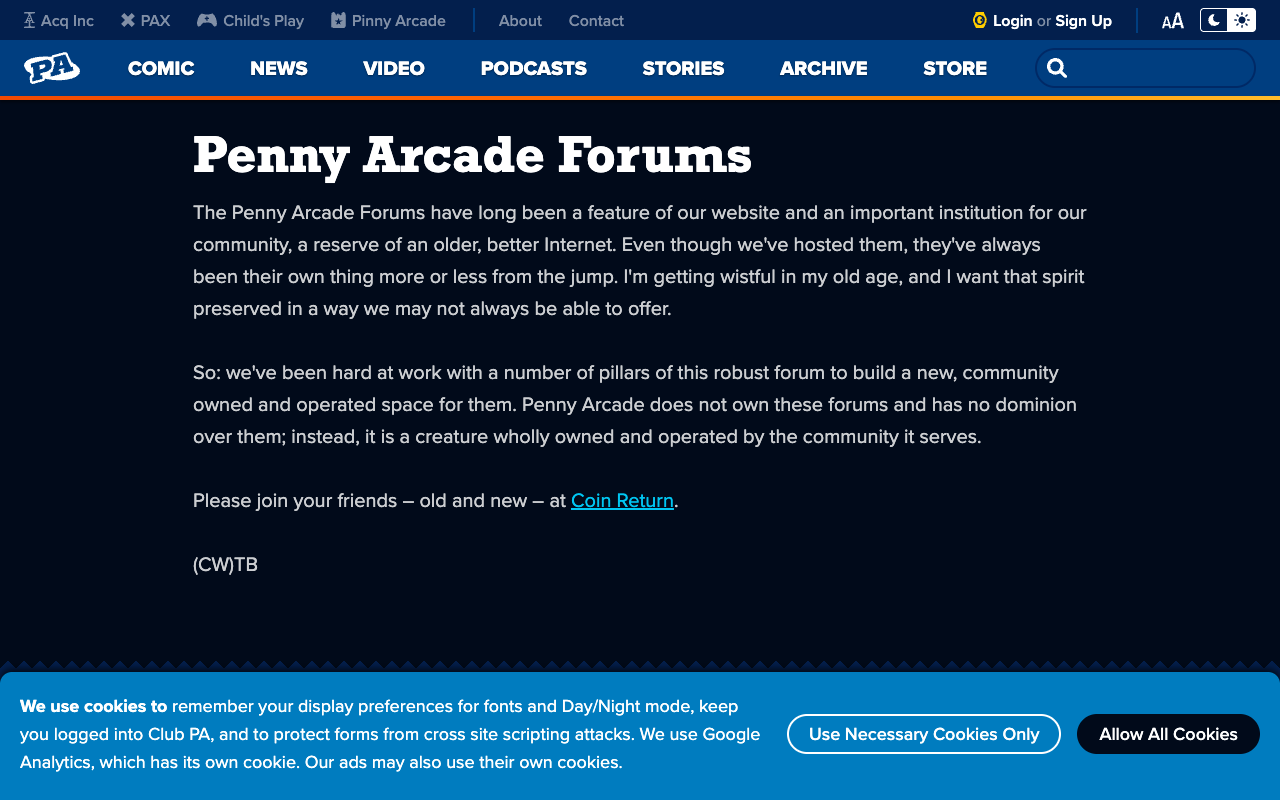 Acq Inc PAX Child's Play Pinny Arcade About Contact Login or Sign Up AA
PA COMIC NEWS VIDEO PODCASTS STORIES ARCHIVE STORE
Penny Arcade Forums
The Penny Arcade Forums have long been a feature of our website and an important institution for our
community, a reserve of an older, better Internet. Even though we've hosted them, they've always
been their own thing more or less from the jump. I'm getting wistful in my old age, and I want that spirit
preserved in a way we may not always be able to offer.
So: we've been hard at work with a number of pillars of this robust forum to build a new, community
owned and operated space for them. Penny Arcade does not own these forums and has no dominion
over them; instead, it is a creature wholly owned and operated by the community it serves.
Please join your friends – old and new – at Coin Return.
(CW)TB
We use cookies to remember your display preferences for fonts and Day/Night mode, keep
you logged into Club PA, and to protect forms from cross site scripting attacks. We use Google
Analytics, which has its own cookie. Our ads may also use their own cookies.
Use Necessary Cookies Only
Allow All Cookies